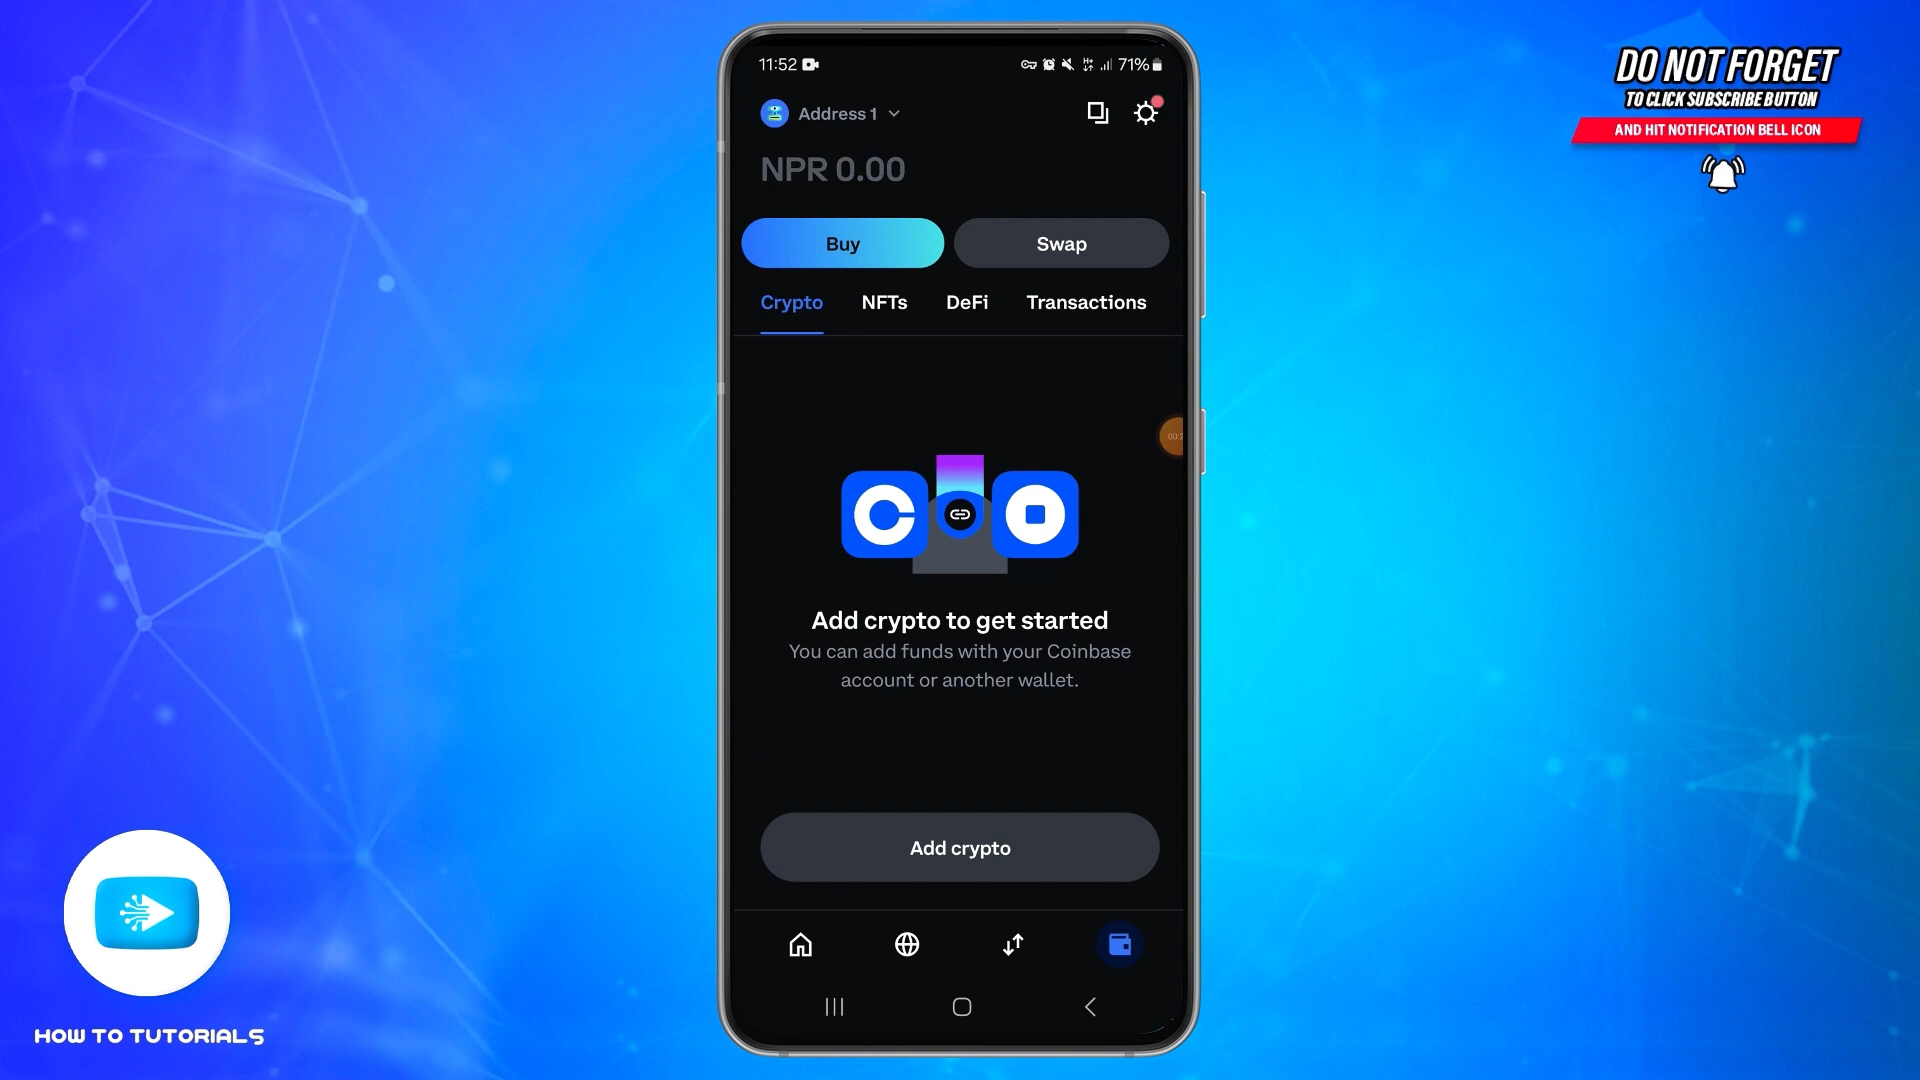 DO NOT FORGET
TO CLICK SUBSCRIBE BUTTON
AND HIT NOTIFICATION BELL ICON
11:52
71%
Address 1
NPR 0.00
Buy
Swap
Crypto
NFTs
DeFi
Transactions
Add crypto to get started
You can add funds with your Coinbase
account or another wallet.
Add crypto
HOW TO TUTORIALS